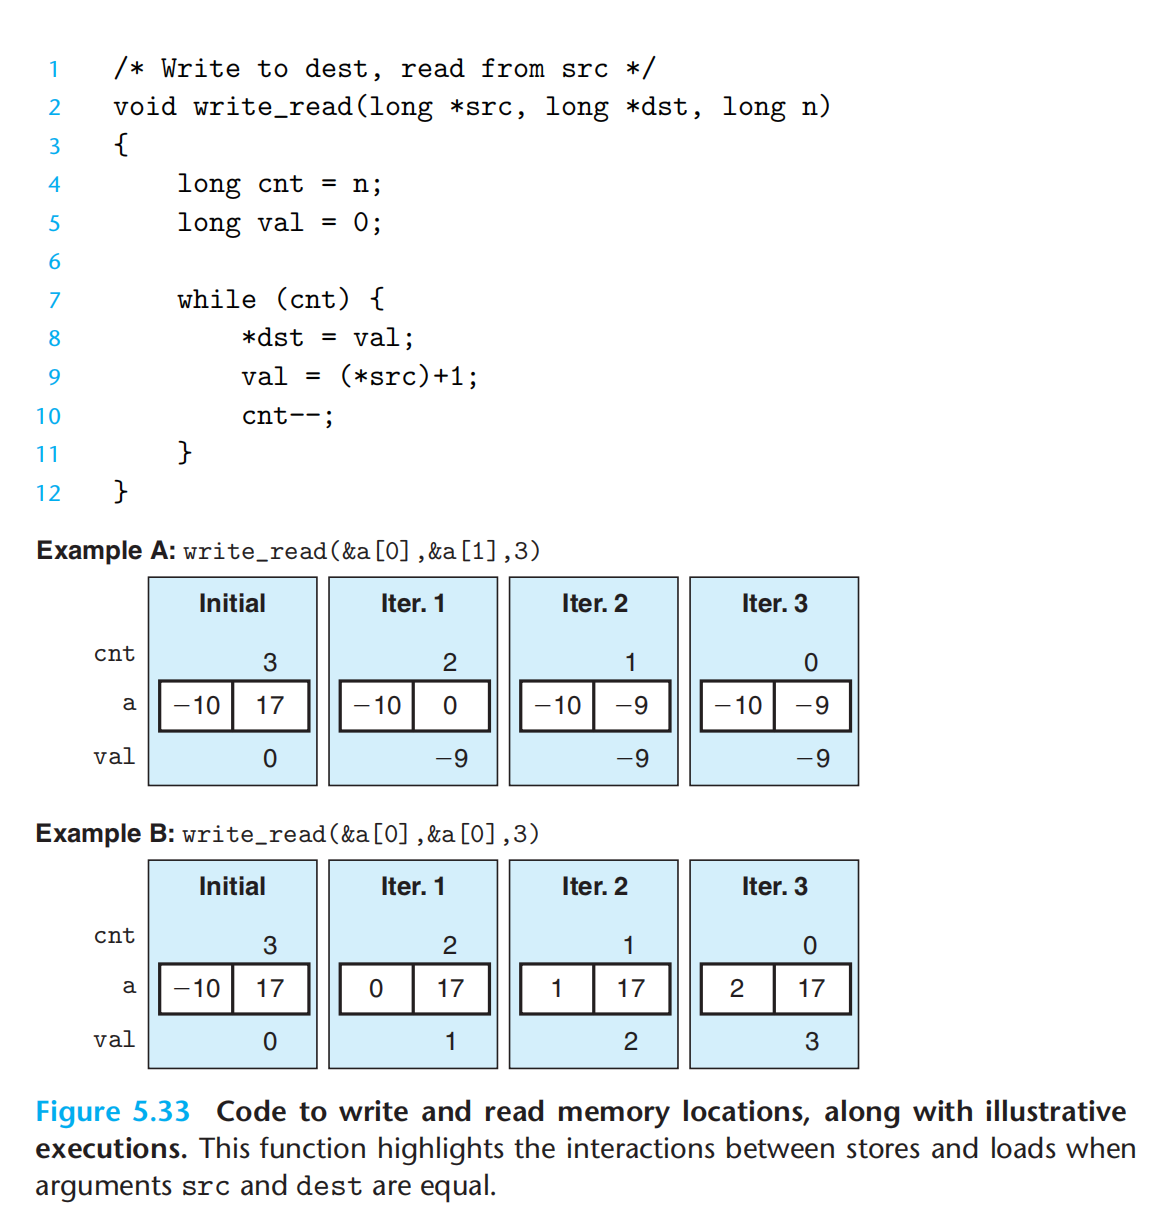 1 /* Write to dest, read from src */
2 void write_read(long *src, long *dst, long n)
3 {
4     long cnt = n;
5     long val = 0;
6
7     while (cnt) {
8         *dst = val;
9         val = (*src)+1;
10         cnt--;
11     }
12 }
Example A: write_read(&a[0],&a[1],3)
Initial Iter. 1 Iter. 2 Iter. 3
cnt 3 2 1 0
a −10 17 −10 0 −10 −9 −10 −9
val 0 −9 −9 −9
Example B: write_read(&a[0],&a[0],3)
Initial Iter. 1 Iter. 2 Iter. 3
cnt 3 2 1 0
a −10 17 0 17 1 17 2 17
val 0 1 2 3
Figure 5.33 Code to write and read memory locations, along with illustrative
executions. This function highlights the interactions between stores and loads when
arguments src and dest are equal.